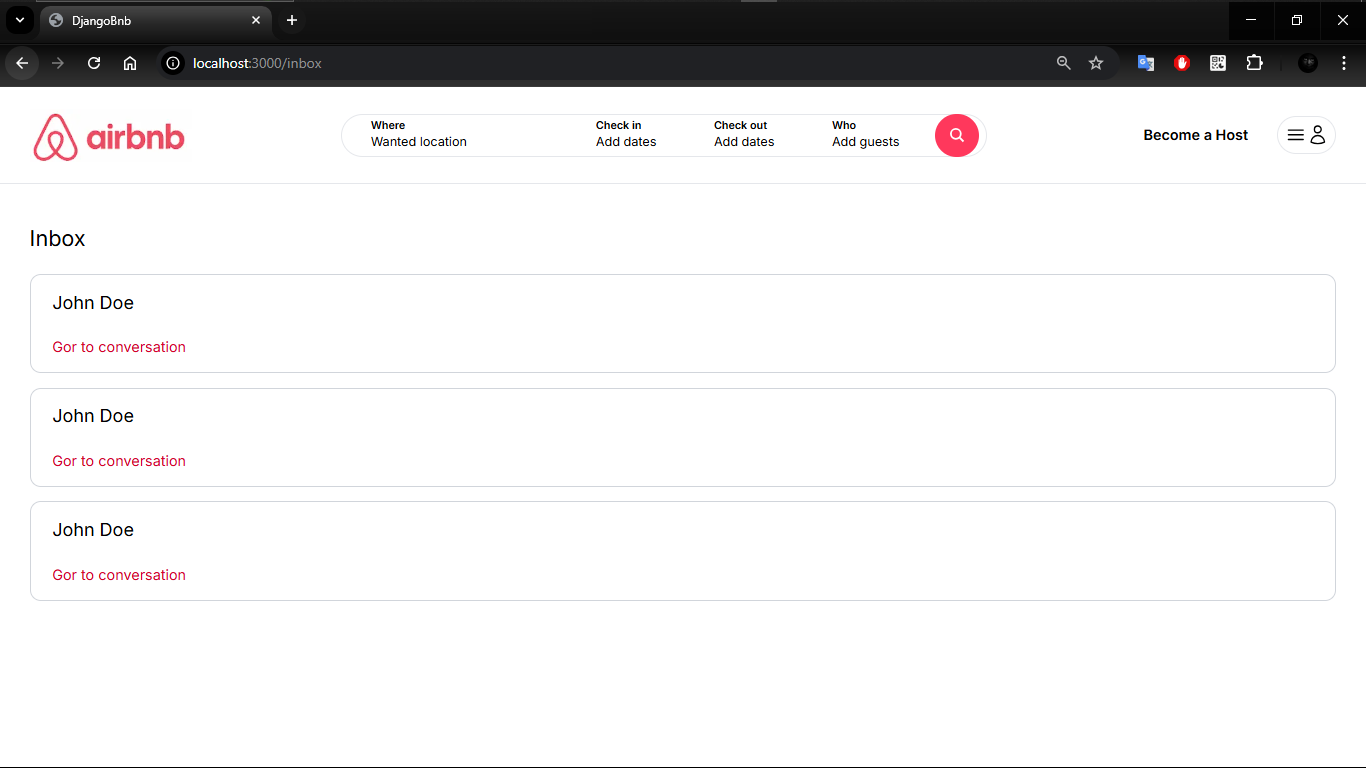 DjangoBnb
localhost:3000/inbox
airbnb
Where
Wanted location
Check in
Add dates
Check out
Add dates
Who
Add guests
Become a Host
Inbox
John Doe
Gor to conversation
John Doe
Gor to conversation
John Doe
Gor to conversation